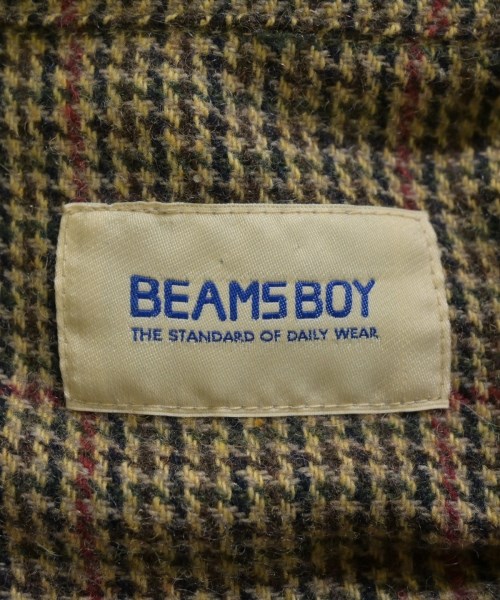 BEAMS BOY
THE STANDARD OF DAILY WEAR